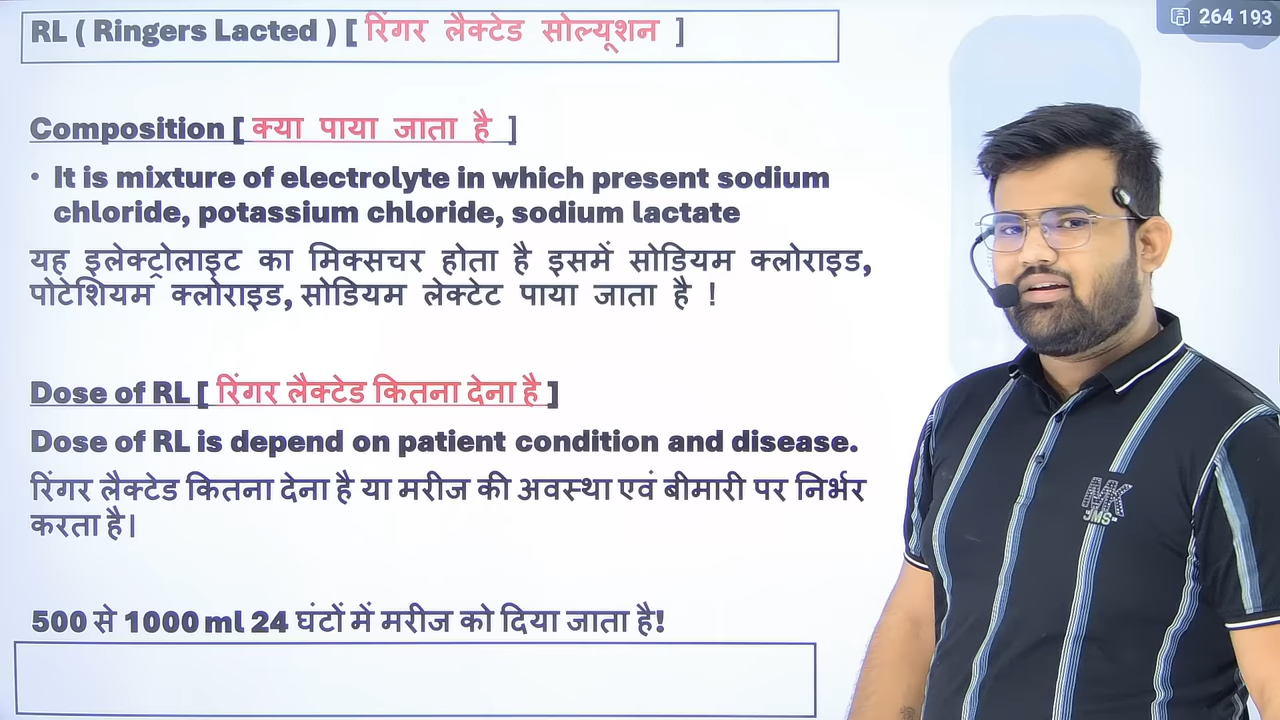 RL ( Ringers Lacted ) [ रिंगर लैक्टेड सोल्यूशन ]
264 193
Composition [ क्या पाया जाता है ]
• It is mixture of electrolyte in which present sodium
chloride, potassium chloride, sodium lactate
यह इलेक्ट्रोलाइट का मिक्सचर होता है इसमें सोडियम क्लोराइड,
पोटेशियम क्लोराइड, सोडियम लेक्टेट पाया जाता है !
Dose of RL [ रिंगर लैक्टेड कितना देना है ]
Dose of RL is depend on patient condition and disease.
रिंगर लैक्टेड कितना देना है या मरीज की अवस्था एवं बीमारी पर निर्भर
करता है।
500 से 1000 ml 24 घंटों में मरीज को दिया जाता है!